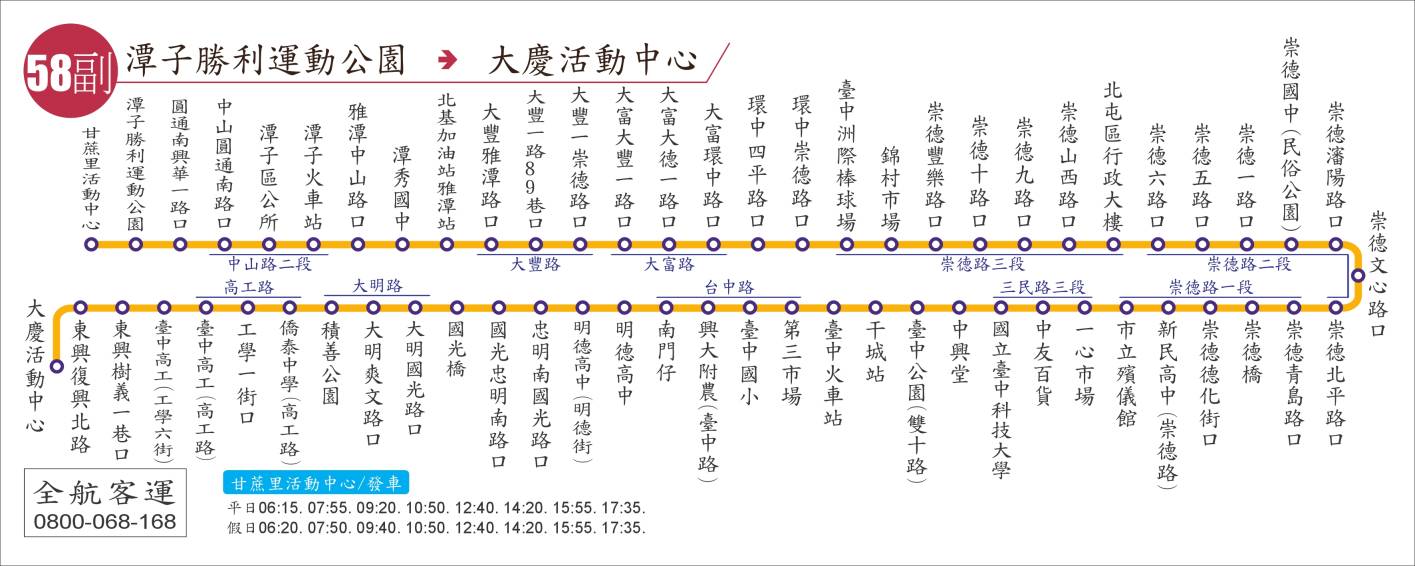 58副
潭子勝利運動公園 → 大慶活動中心
甘蔗里活動中心
潭子勝利運動公園
圓通南興華一路口
中山圓通南路口
潭子區公所
潭子火車站
雅潭中山路口
潭秀國中
北基加油站雅潭站
大豐雅潭路口
大豐一路89巷口
大豐一崇德路口
大富大豐一路口
大富大德一路口
大富環中路口
環中四平路口
環中崇德路口
臺中洲際棒球場
錦村市場
崇德豐樂路口
崇德十路口
崇德九路口
崇德山西路口
北屯區行政大樓
崇德六路口
崇德五路口
崇德一路口
崇德國中(民俗公園)
崇德瀋陽路口
崇德文心路口
中山路二段
大豐路
大富路
崇德路三段
崇德路二段
高工路
大明路
台中路
三民路三段
崇德路一段
大慶活動中心
東興復興北路
東興樹義一巷口
臺中高工(工學六街)
臺中高工(高工路)
工學一街口
僑泰中學(高工路)
積善公園
大明爽文路口
大明國光路口
國光橋
國光忠明南路口
忠明南國光路口
明德高中(明德街)
明德高中
南門仔
興大附農(臺中路)
臺中國小
第三市場
臺中火車站
干城站
臺中公園(雙十路)
中興堂
國立臺中科技大學
中友百貨
一心市場
市立殯儀館
新民高中(崇德路)
崇德德化街口
崇德橋
崇德青島路口
崇德北平路口
全航客運
0800-068-168
甘蔗里活動中心/發車
平日06:15. 07:55. 09:20. 10:50. 12:40. 14:20. 15:55. 17:35.
假日06:20. 07:50. 09:40. 10:50. 12:40. 14:20. 15:55. 17:35.